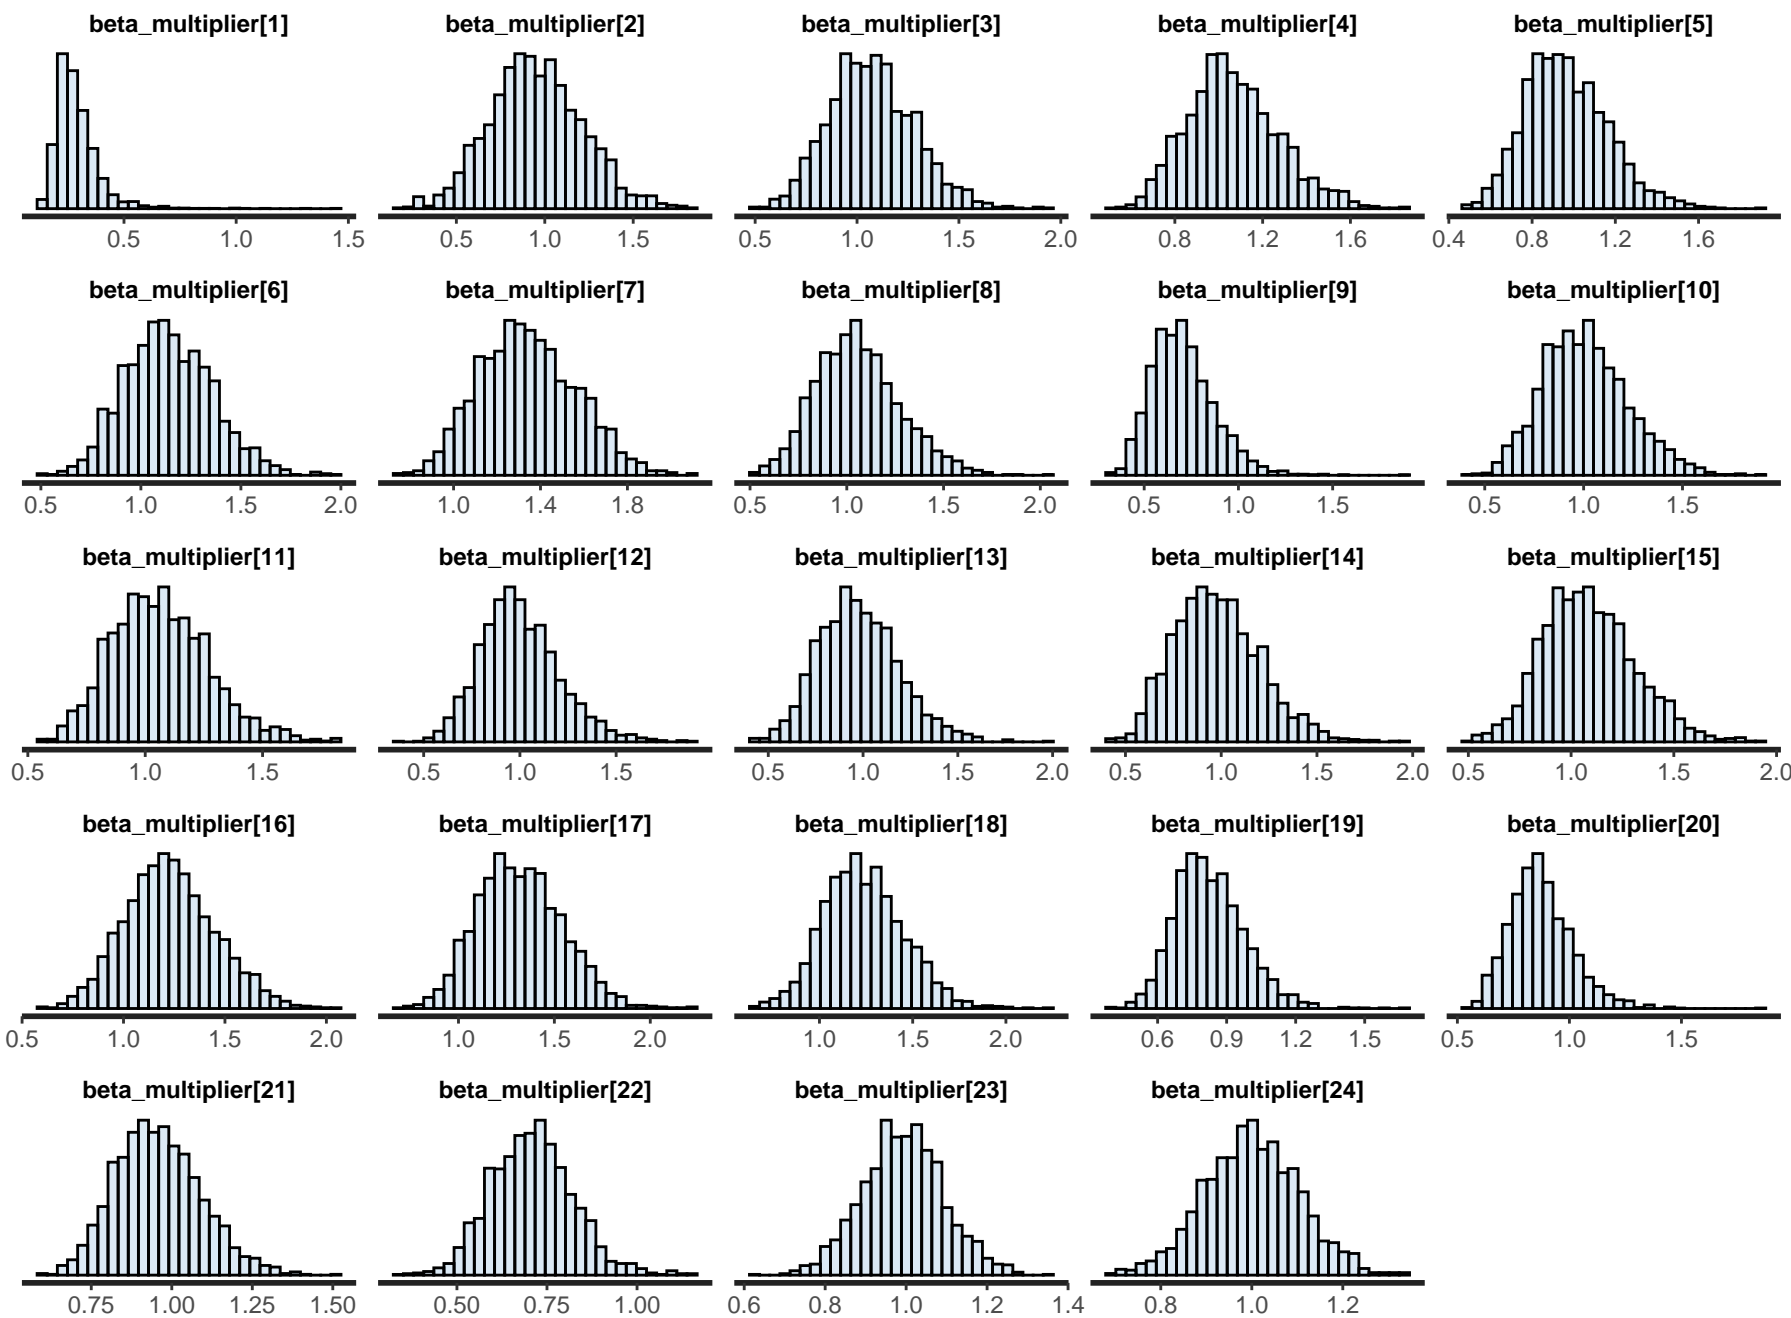 beta_multiplier[1] beta_multiplier[2] beta_multiplier[3] beta_multiplier[4] beta_multiplier[5]
0.5 1.0 1.5 0.5 1.0 1.5 0.5 1.0 1.5 2.0 0.8 1.2 1.6 0.4 0.8 1.2 1.6
beta_multiplier[6] beta_multiplier[7] beta_multiplier[8] beta_multiplier[9] beta_multiplier[10]
0.5 1.0 1.5 2.0 1.0 1.4 1.8 0.5 1.0 1.5 2.0 0.5 1.0 1.5 0.5 1.0 1.5
beta_multiplier[11] beta_multiplier[12] beta_multiplier[13] beta_multiplier[14] beta_multiplier[15]
0.5 1.0 1.5 0.5 1.0 1.5 0.5 1.0 1.5 2.0 0.5 1.0 1.5 2.0 0.5 1.0 1.5 2.0
beta_multiplier[16] beta_multiplier[17] beta_multiplier[18] beta_multiplier[19] beta_multiplier[20]
0.5 1.0 1.5 2.0 1.0 1.5 2.0 1.0 1.5 2.0 0.6 0.9 1.2 1.5 0.5 1.0 1.5
beta_multiplier[21] beta_multiplier[22] beta_multiplier[23] beta_multiplier[24]
0.75 1.00 1.25 1.50 0.50 0.75 1.00 0.6 0.8 1.0 1.2 1.4 0.8 1.0 1.2